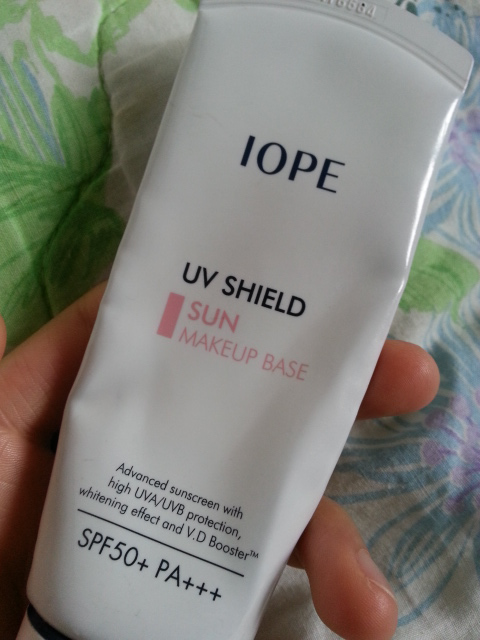 IOPE
UV SHIELD
SUN
MAKEUP BASE
Advanced sunscreen with
high UVA/UVB protection,
whitening effect and V.D Booster™
SPF50+ PA+++